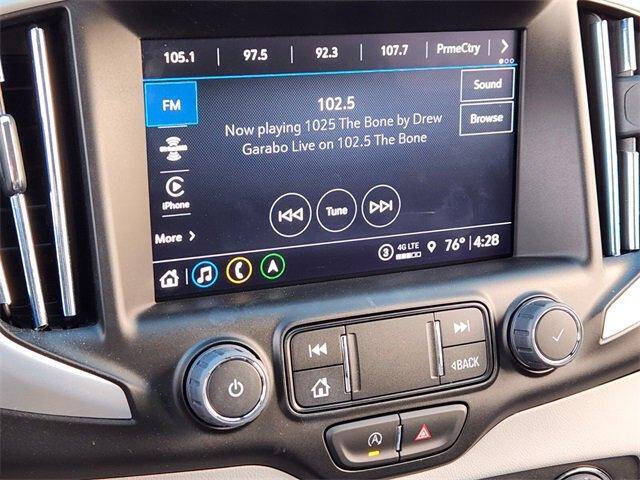 105.1 97.5 92.3 107.7 PrmeCtry
FM
102.5
Sound
Now playing 1025 The Bone by Drew
Garabo Live on 102.5 The Bone
Browse
iPhone
Tune
More
3 4G LTE 76° 4:28
BACK